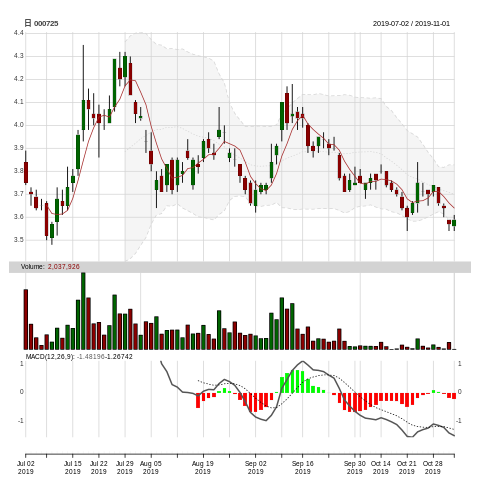 日 000725
2019-07-02 / 2019-11-01
4.4
4.3
4.2
4.1
4.0
3.9
3.8
3.7
3.6
3.5
Volume: 2,037,926
MACD(12,26,9): -1.48196-1.26742
1 1
0 0
-1 -1
Jul 02 Jul 15 Jul 22 Jul 29 Aug 05 Aug 19 Sep 02 Sep 16 Sep 30 Oct 14 Oct 21 Oct 28
2019 2019 2019 2019 2019 2019 2019 2019 2019 2019 2019 2019